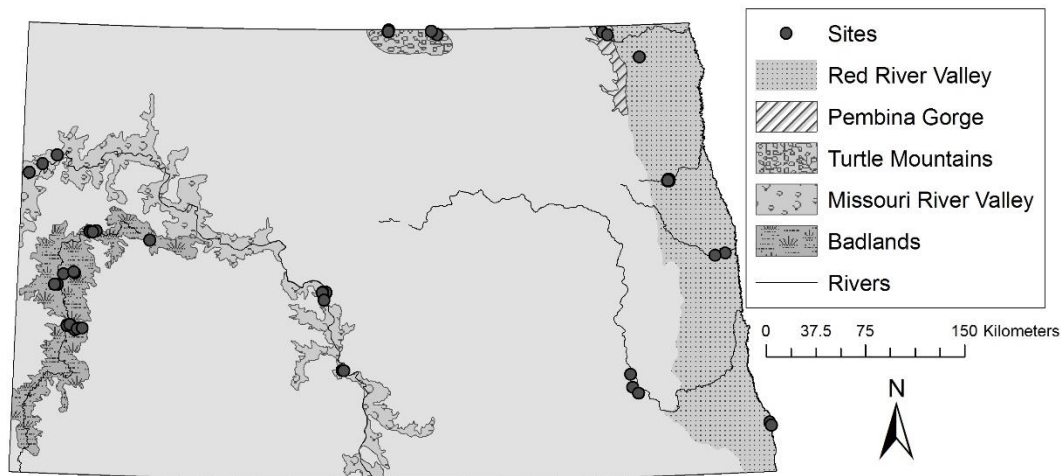 Sites
Red River Valley
Pembina Gorge
Turtle Mountains
Missouri River Valley
Badlands
Rivers
0 37.5 75 150 Kilometers
N